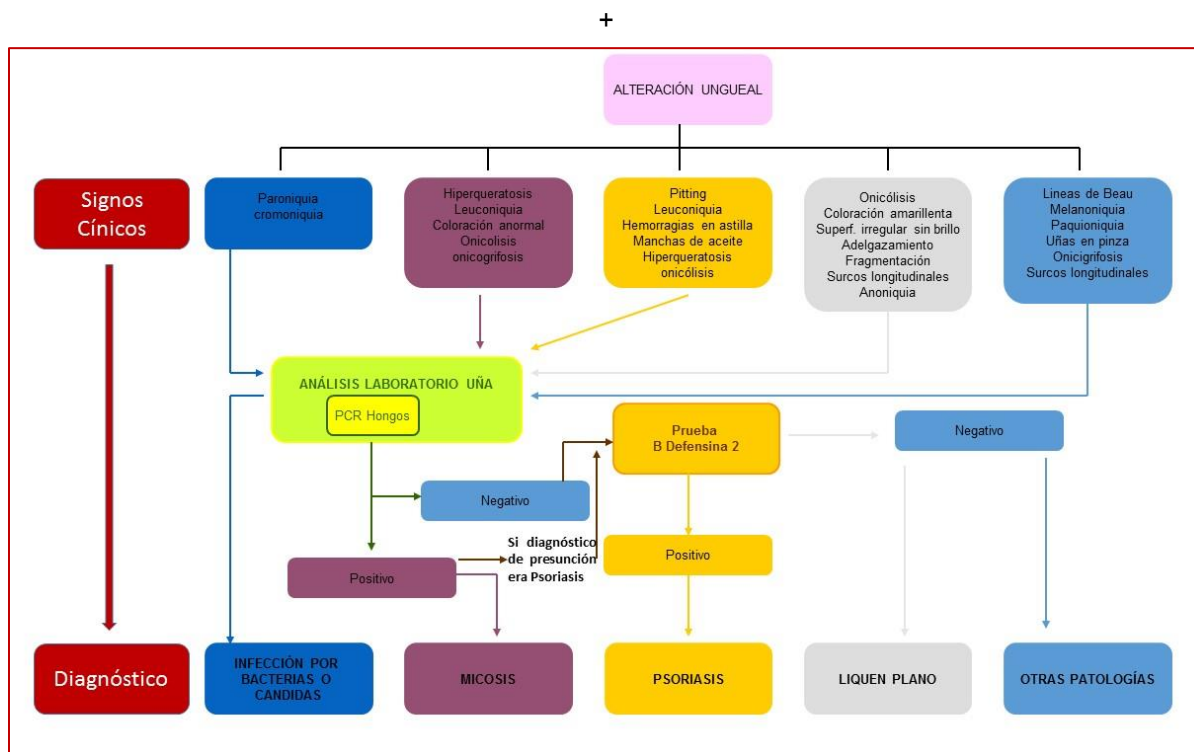 +
ALTERACIÓN UNGUEAL
Signos
Cínicos
Paroniquia
cromoniquia
Hiperqueratosis
Leuconiquia
Coloración anormal
Onicolisis
onicogrifosis
Pitting
Leuconiquia
Hemorragias en astilla
Manchas de aceite
Hiperqueratosis
onicólisis
Onicólisis
Coloración amarillenta
Superf. irregular sin brillo
Adelgazamiento
Fragmentación
Surcos longitudinales
Anoniquia
Lineas de Beau
Melanoniquia
Paquioniquia
Uñas en pinza
Onicigrifosis
Surcos longitudinales
ANÁLISIS LABORATORIO UÑA
PCR Hongos
Prueba
B Defensina 2
Negativo
Negativo
Si diagnóstico
de presunción
era Psoriasis
Positivo
Positivo
Diagnóstico
INFECCIÓN POR
BACTERIAS O
CANDIDAS
MICOSIS
PSORIASIS
LIQUEN PLANO
OTRAS PATOLOGÍAS